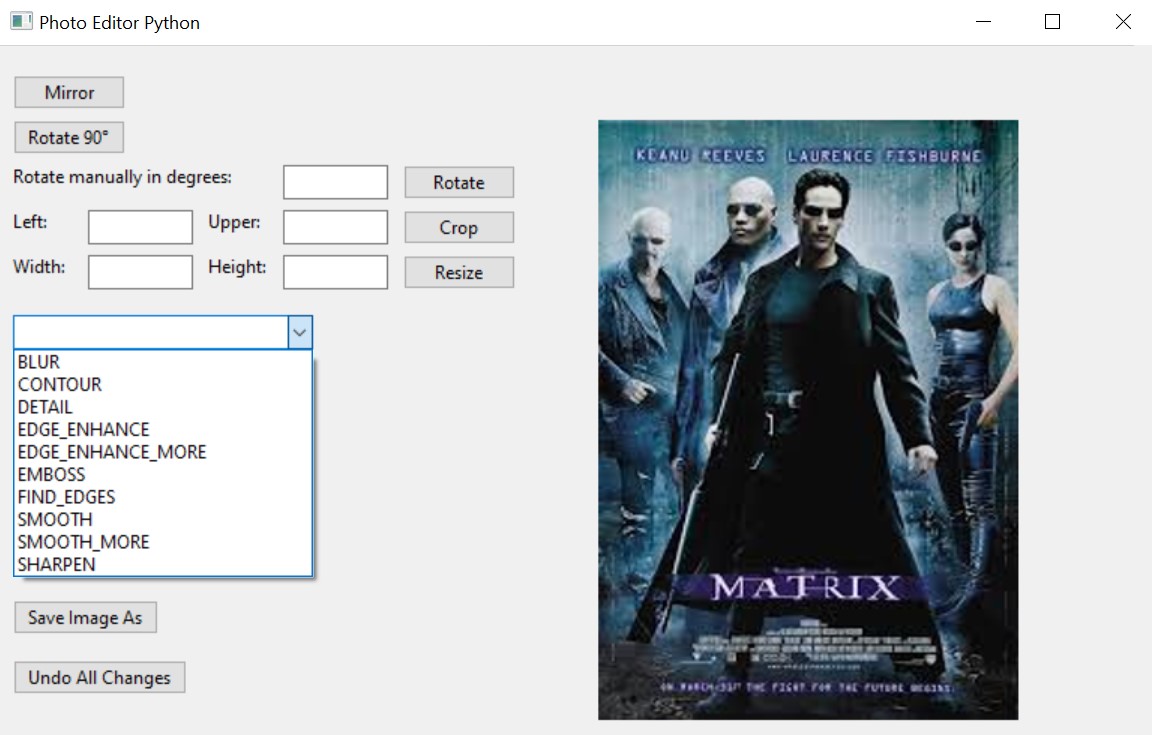 Photo Editor Python
Mirror
Rotate 90°
Rotate manually in degrees:
Rotate
Left:
Upper:
Crop
Width:
Height:
Resize
BLUR
CONTOUR
DETAIL
EDGE_ENHANCE
EDGE_ENHANCE_MORE
EMBOSS
FIND_EDGES
SMOOTH
SMOOTH_MORE
SHARPEN
Save Image As
Undo All Changes
KEANU REEVES LAURENCE FISHBURNE
MATRIX
ON MARCH 31ST THE FIGHT FOR THE FUTURE BEGINS.